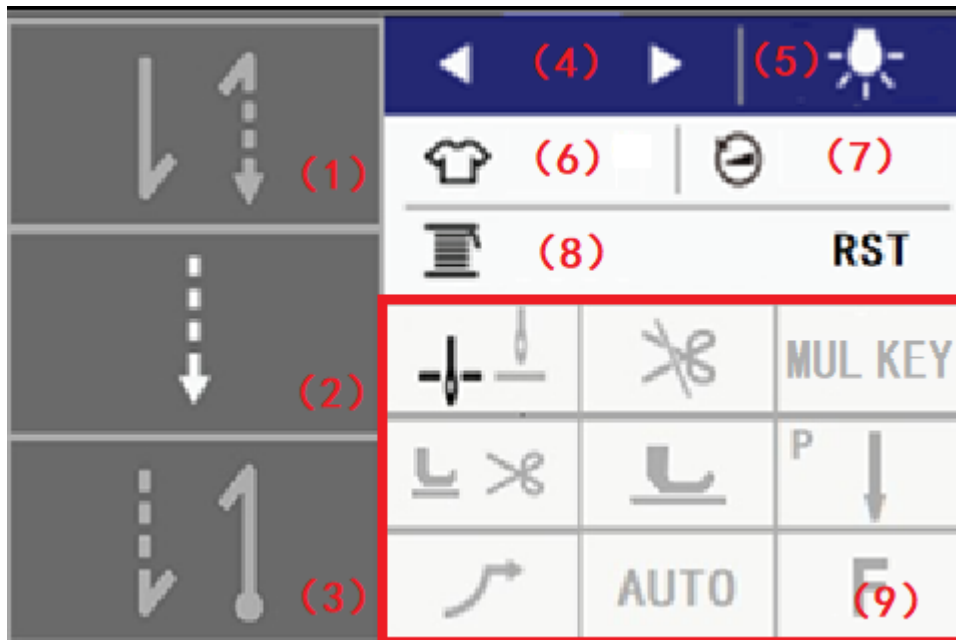 (4) (5)
(1) (6) (7)
(8) RST
(2) MUL KEY
P
(3) AUTO F (9)